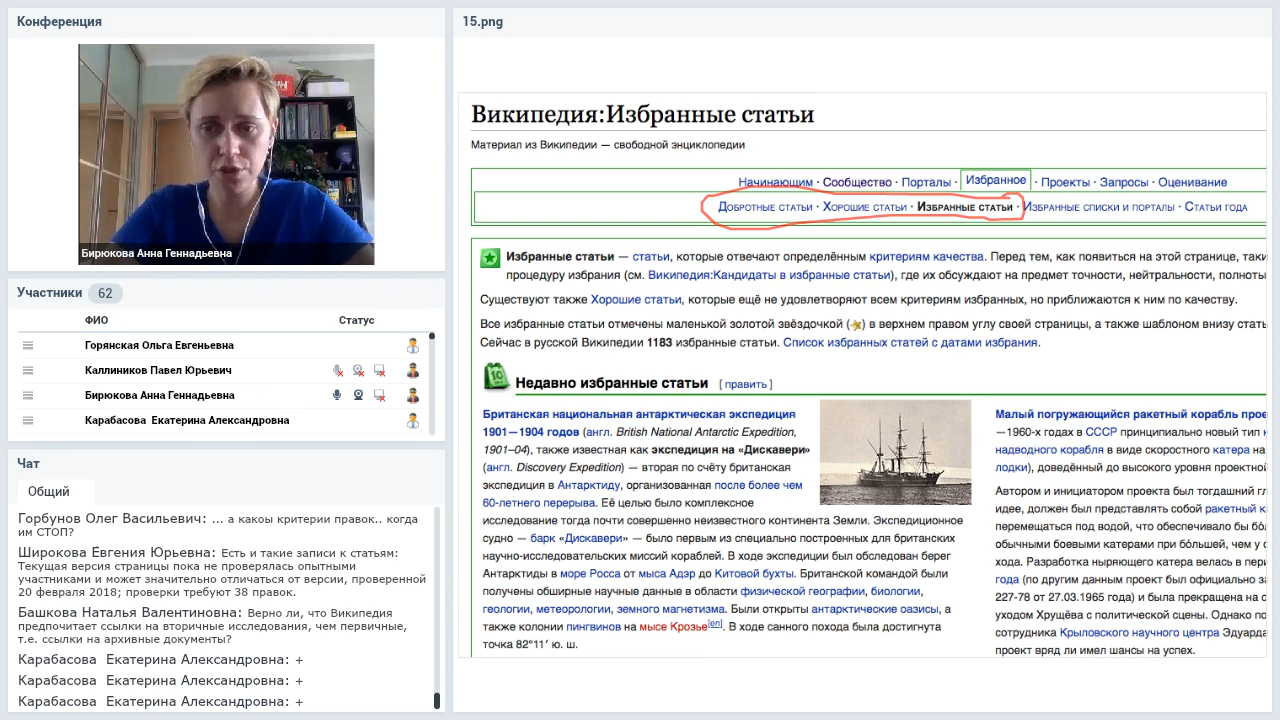 Конференция
Бирюкова Анна Геннадьевна
Участники 62
ФИО Статус
Горянская Ольга Евгеньевна
Каллиников Павел Юрьевич
Бирюкова Анна Геннадьевна
Карабасова Екатерина Александровна
Чат
Общий
Горбунов Олег Васильевич: ... а какоы критерии правок.. когда
им СТОП?
Широкова Евгения Юрьевна: Есть и такие записи к статьям:
Текущая версия страницы пока не проверялась опытными
участниками и может значительно отличаться от версии, проверенной
20 февраля 2018; проверки требуют 38 правок.
Башкова Наталья Валентиновна: Верно ли, что Википедия
предпочитает ссылки на вторичные исследования, чем первичные,
т.е. ссылки на архивные документы?
Карабасова Екатерина Александровна: +
Карабасова Екатерина Александровна: +
Карабасова Екатерина Александровна: +
15.png
Википедия:Избранные статьи
Материал из Википедии — свободной энциклопедии
Начинающим · Сообщество · Порталы · Избранное · Проекты · Запросы · Оценивание
Добротные статьи · Хорошие статьи · Избранные статьи · Избранные списки и порталы · Статьи года
Избранные статьи — статьи, которые отвечают определённым критериям качества. Перед тем, как появиться на этой странице, таки
процедуру избрания (см. Википедия:Кандидаты в избранные статьи), где их обсуждают на предмет точности, нейтральности, полноты
Существуют также Хорошие статьи, которые ещё не удовлетворяют всем критериям избранных, но приближаются к ним по качеству.
Все избранные статьи отмечены маленькой золотой звёздочкой ( ) в верхнем правом углу своей страницы, а также шаблоном внизу стать
Сейчас в русской Википедии 1183 избранные статьи. Список избранных статей с датами избрания.
10
Недавно избранные статьи [ править ]
Британская национальная антарктическая экспедиция
1901—1904 годов (англ. British National Antarctic Expedition,
1901–04), также известная как экспедиция на «Дискавери»
(англ. Discovery Expedition) — вторая по счёту британская
экспедиция в Антарктиду, организованная после более чем
60-летнего перерыва. Её целью было комплексное
исследование тогда почти совершенно неизвестного континента Земли. Экспедиционное
судно — барк «Дискавери» — было первым из специально построенных для британских
научно-исследовательских миссий кораблей. В ходе экспедиции был обследован берег
Антарктиды в море Росса от мыса Адэр до Китовой бухты. Британской командой были
получены обширные научные данные в области физической географии, биологии,
геологии, метеорологии, земного магнетизма. Были открыты антарктические оазисы, а
также колонии пингвинов на мысе Крозье[en]. В ходе санного похода была достигнута
точка 82°11′ ю. ш.
Малый погружающийся ракетный корабль прое
—1960-х годах в СССР принципиально новый тип
надводного корабля в виде скоростного катера на
лодки), доведённый до высокого уровня проектной
Автором и инициатором проекта был тогдашний гл
идее, должен был представлять собой ракетный к
перемещаться под водой, что обеспечивало бы бо́л
обычными боевыми катерами при бо́льшей, чем у с
хода. Разработка ныряющего катера велась в пери
года (по другим данным проект был официально за
227-78 от 27.03.1965 года) и была прекращена на с
уходом Хрущёва с политической сцены. Однако по
сотрудника Крыловского научного центра Эдуарда
проект вряд ли имел шансы на успех.